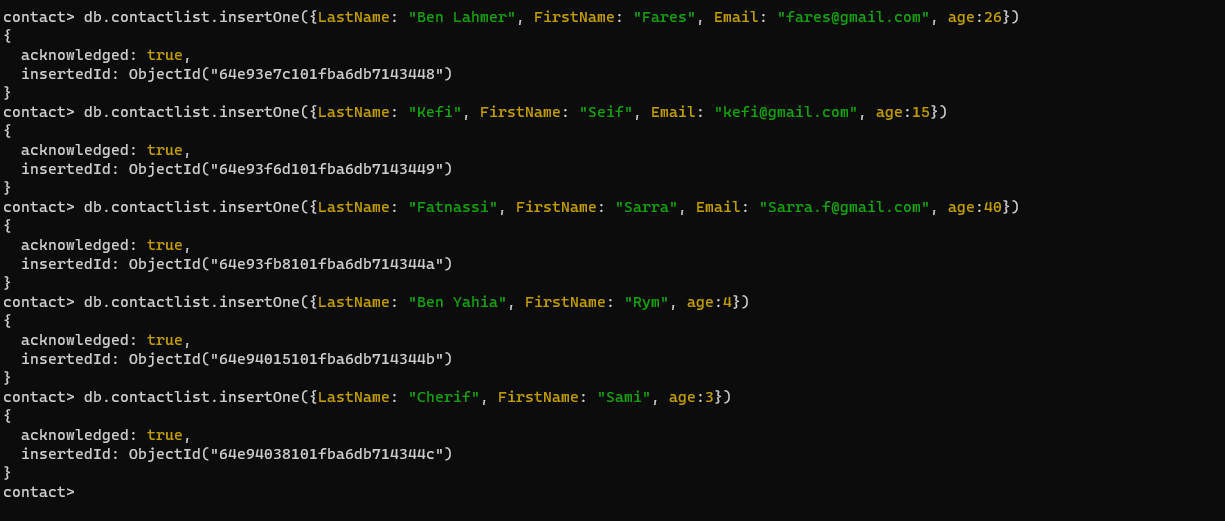 contact> db.contactlist.insertOne({LastName: "Ben Lahmer", FirstName: "Fares", Email: "fares@gmail.com", age:26})
{
  acknowledged: true,
  insertedId: ObjectId("64e93e7c101fba6db7143448")
}
contact> db.contactlist.insertOne({LastName: "Kefi", FirstName: "Seif", Email: "kefi@gmail.com", age:15})
{
  acknowledged: true,
  insertedId: ObjectId("64e93f6d101fba6db7143449")
}
contact> db.contactlist.insertOne({LastName: "Fatnassi", FirstName: "Sarra", Email: "Sarra.f@gmail.com", age:40})
{
  acknowledged: true,
  insertedId: ObjectId("64e93fb8101fba6db714344a")
}
contact> db.contactlist.insertOne({LastName: "Ben Yahia", FirstName: "Rym", age:4})
{
  acknowledged: true,
  insertedId: ObjectId("64e94015101fba6db714344b")
}
contact> db.contactlist.insertOne({LastName: "Cherif", FirstName: "Sami", age:3})
{
  acknowledged: true,
  insertedId: ObjectId("64e94038101fba6db714344c")
}
contact>